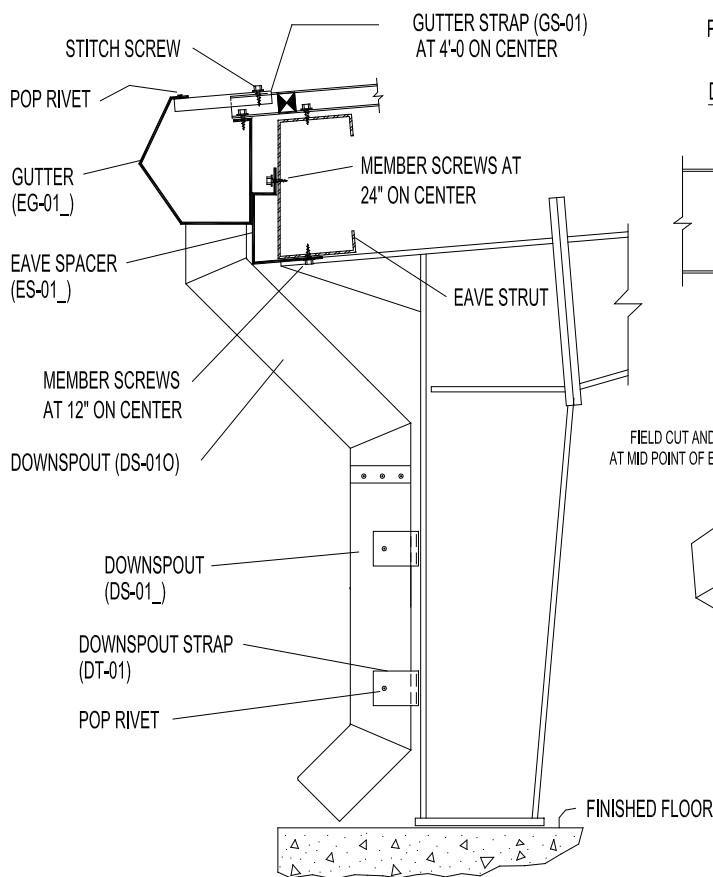 GUTTER STRAP (GS-01)
AT 4'-0 ON CENTER
STITCH SCREW
POP RIVET
GUTTER
(EG-01_)
MEMBER SCREWS AT
24" ON CENTER
EAVE SPACER
(ES-01_)
EAVE STRUT
MEMBER SCREWS
AT 12" ON CENTER
FIELD CUT AND
AT MID POINT OF
DOWNSPOUT (DS-01O)
DOWNSPOUT
(DS-01_)
DOWNSPOUT STRAP
(DT-01)
POP RIVET
FINISHED FLOOR